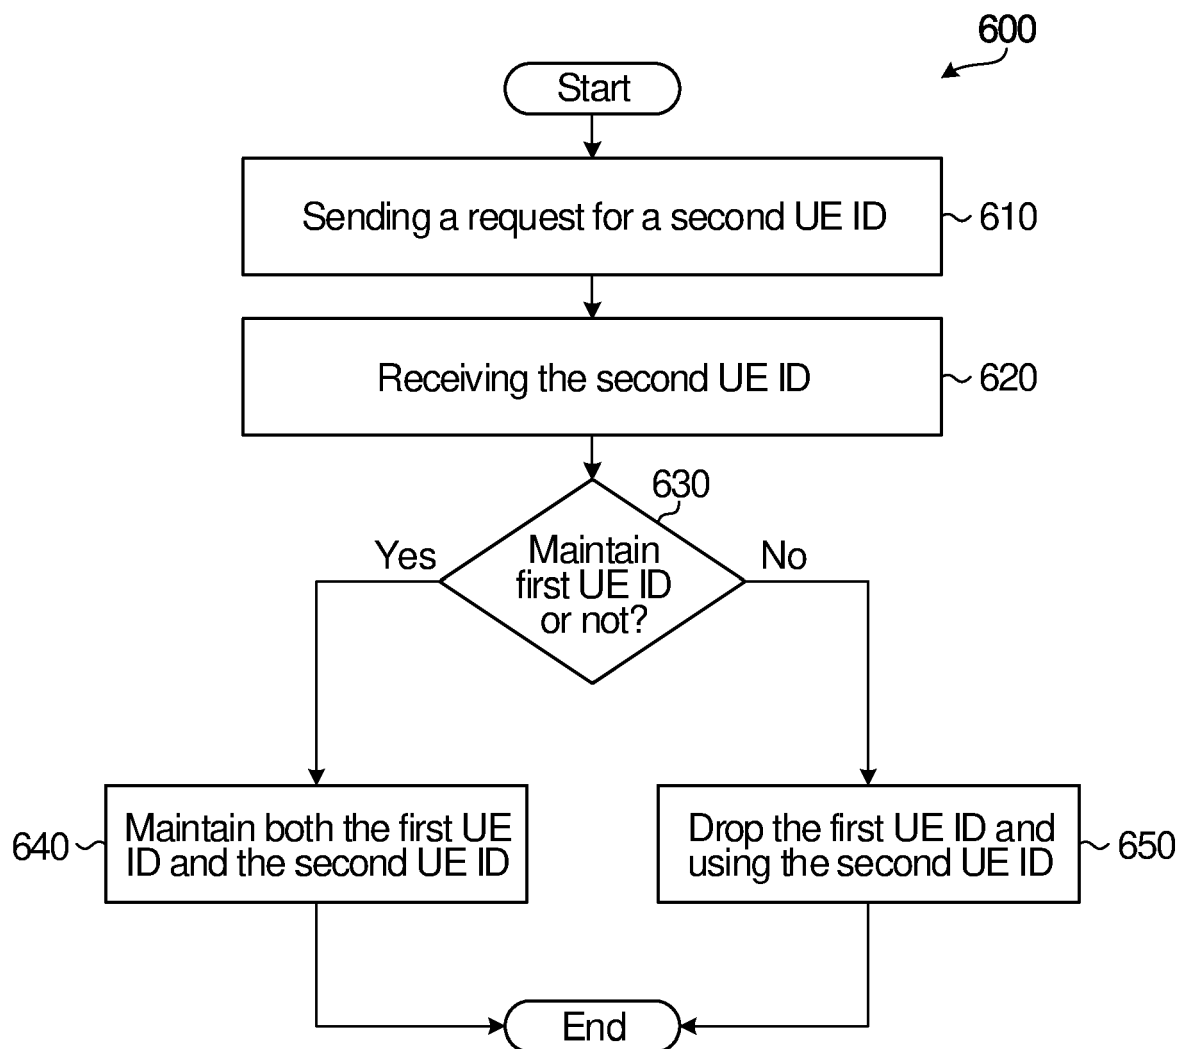 600
Start
Sending a request for a second UE ID
610
Receiving the second UE ID
620
630
Yes
Maintain
first UE ID
or not?
No
640
Maintain both the first UE
ID and the second UE ID
Drop the first UE ID and
using the second UE ID
650
End